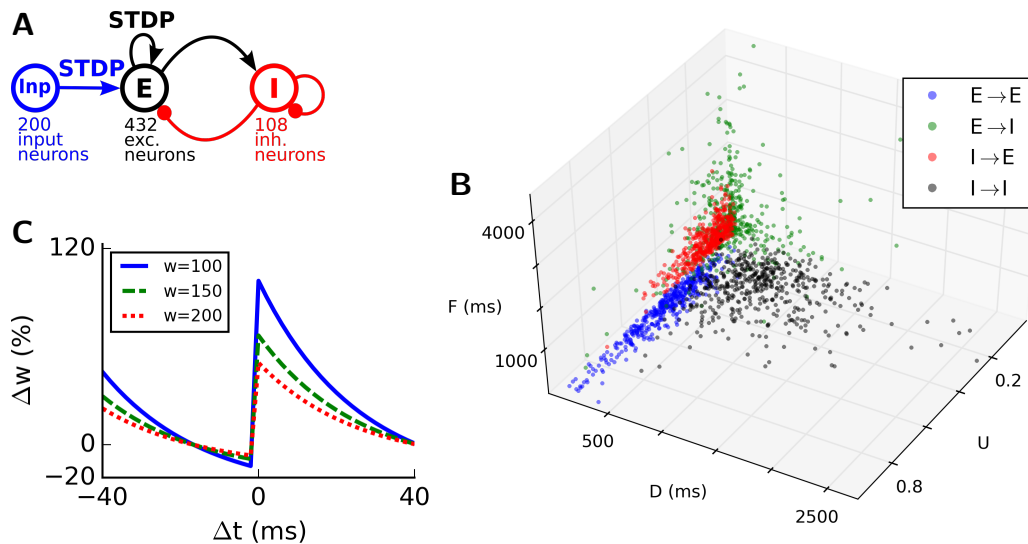 A
STDP
STDP
Inp
E
I
200
input
neurons
432
exc.
neurons
108
inh.
neurons
B
E→E
E→I
I→E
I→I
4000
F (ms)
1000
500
D (ms)
2500
0.2
U
0.8
C
120
w=100
w=150
w=200
Δw (%)
0
−20
−40
0
40
Δt (ms)